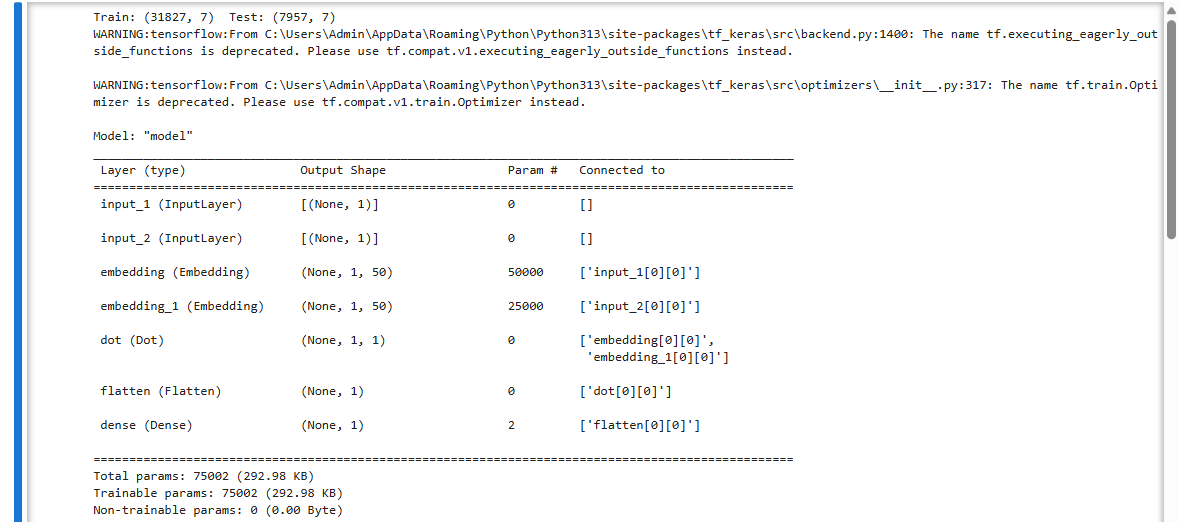 Train: (31827, 7)  Test: (7957, 7)
WARNING:tensorflow:From C:\Users\Admin\AppData\Roaming\Python\Python313\site-packages\tf_keras\src\backend.py:1400: The name tf.executing_eagerly_out
side_functions is deprecated. Please use tf.compat.v1.executing_eagerly_outside_functions instead.

WARNING:tensorflow:From C:\Users\Admin\AppData\Roaming\Python\Python313\site-packages\tf_keras\src\optimizers\__init__.py:317: The name tf.train.Opti
mizer is deprecated. Please use tf.compat.v1.train.Optimizer instead.

Model: "model"
__________________________________________________________________________________________________
 Layer (type)                Output Shape                 Param #   Connected to
==================================================================================================
 input_1 (InputLayer)        [(None, 1)]                  0         []

 input_2 (InputLayer)        [(None, 1)]                  0         []

 embedding (Embedding)       (None, 1, 50)                50000     ['input_1[0][0]']

 embedding_1 (Embedding)     (None, 1, 50)                25000     ['input_2[0][0]']

 dot (Dot)                   (None, 1, 1)                 0         ['embedding[0][0]',
                                                                     'embedding_1[0][0]']

 flatten (Flatten)           (None, 1)                    0         ['dot[0][0]']

 dense (Dense)               (None, 1)                    2         ['flatten[0][0]']

==================================================================================================
Total params: 75002 (292.98 KB)
Trainable params: 75002 (292.98 KB)
Non-trainable params: 0 (0.00 Byte)